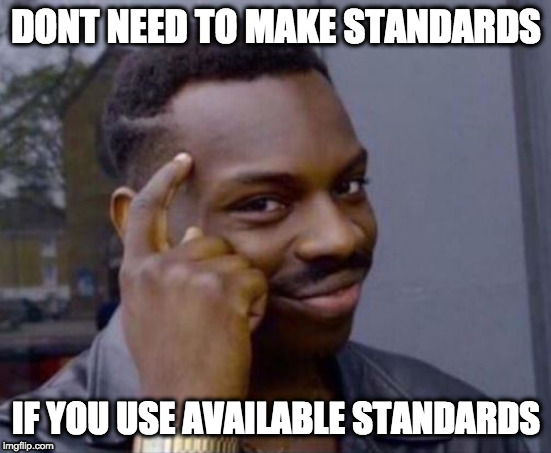 DONT NEED TO MAKE STANDARDS
IF YOU USE AVAILABLE STANDARDS
imgflip.com